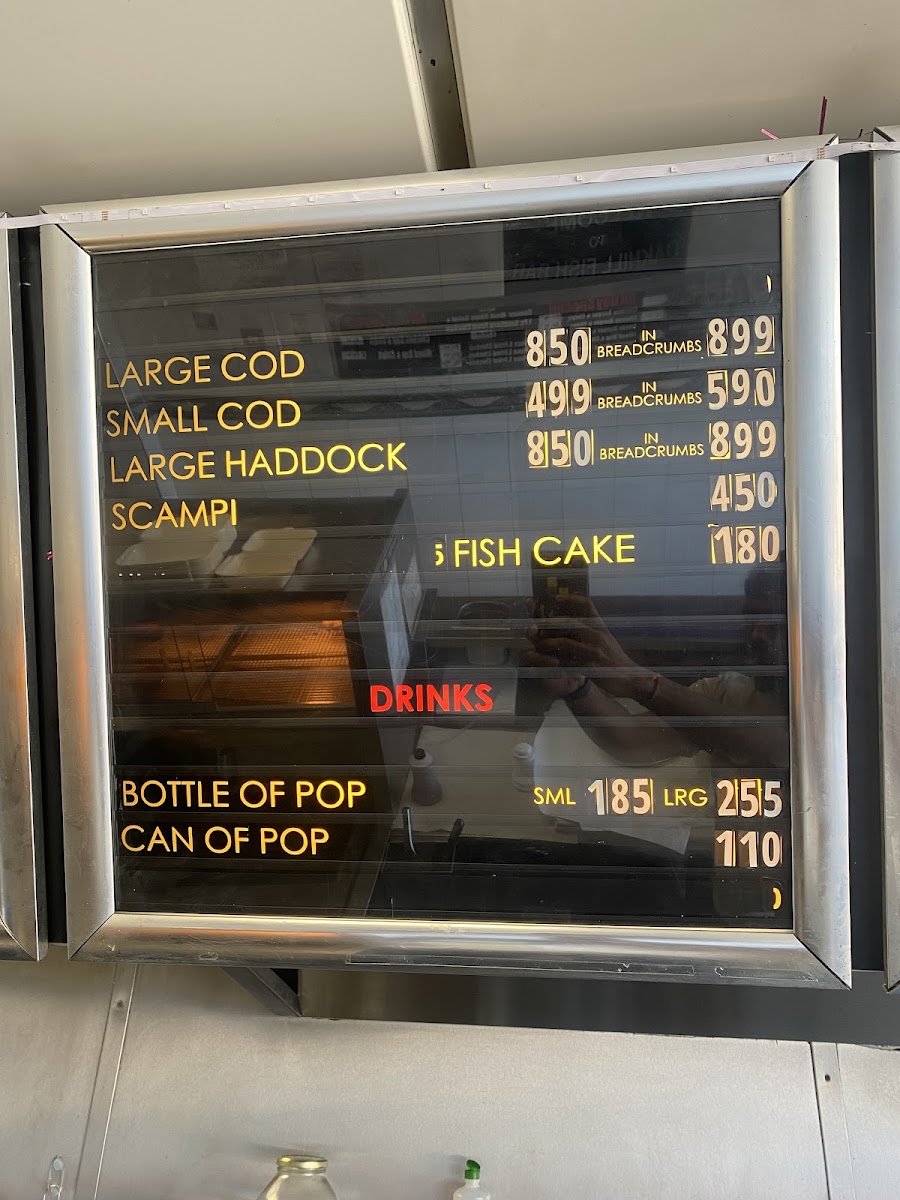 LARGE COD 850 IN BREADCRUMBS 899
SMALL COD 499 IN BREADCRUMBS 590
LARGE HADDOCK 850 IN BREADCRUMBS 899
SCAMPI 450
FISH CAKE 180
DRINKS
BOTTLE OF POP SML 185 LRG 255
CAN OF POP 110